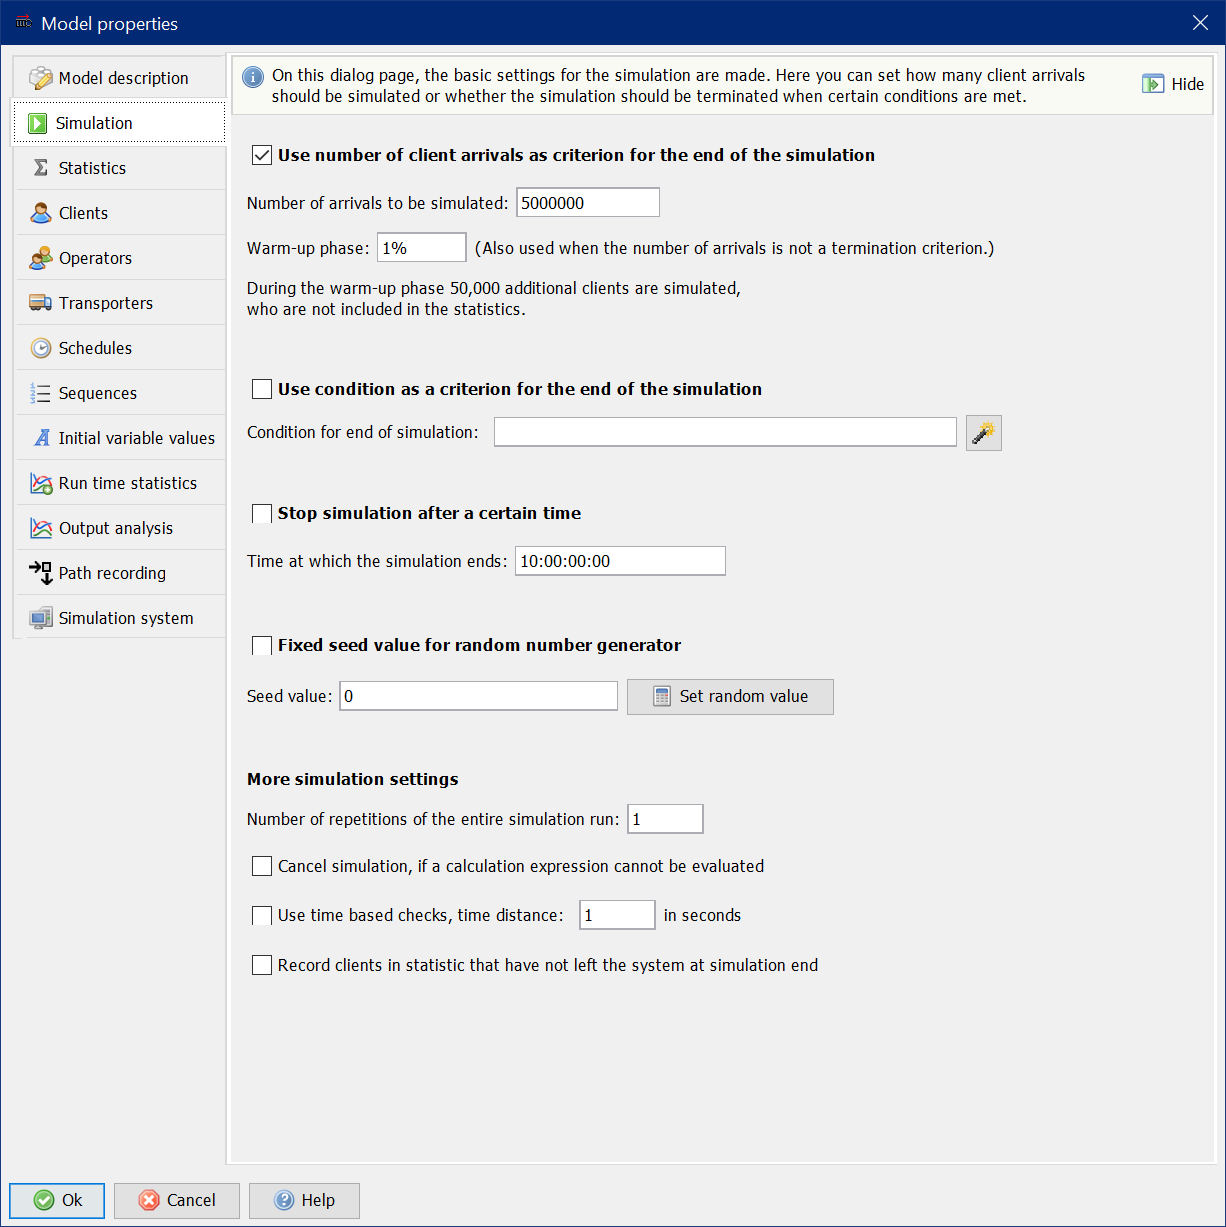 Model properties
Model description
Simulation
Statistics
Clients
Operators
Transporters
Schedules
Sequences
Initial variable values
Run time statistics
Output analysis
Path recording
Simulation system
On this dialog page, the basic settings for the simulation are made. Here you can set how many client arrivals
should be simulated or whether the simulation should be terminated when certain conditions are met.
Hide
Use number of client arrivals as criterion for the end of the simulation
Number of arrivals to be simulated: 5000000
Warm-up phase: 1% (Also used when the number of arrivals is not a termination criterion.)
During the warm-up phase 50,000 additional clients are simulated,
who are not included in the statistics.
Use condition as a criterion for the end of the simulation
Condition for end of simulation:
Stop simulation after a certain time
Time at which the simulation ends: 10:00:00:00
Fixed seed value for random number generator
Seed value: 0 Set random value
More simulation settings
Number of repetitions of the entire simulation run: 1
Cancel simulation, if a calculation expression cannot be evaluated
Use time based checks, time distance: 1 in seconds
Record clients in statistic that have not left the system at simulation end
Ok Cancel Help